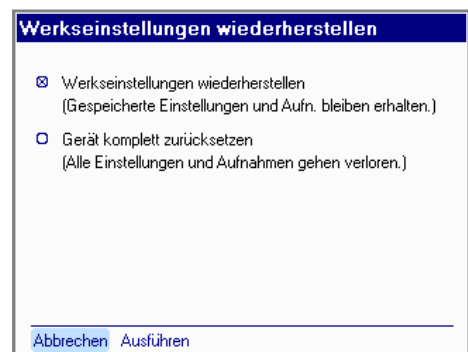 Werkseinstellungen wiederherstellen
Werkseinstellungen wiederherstellen
(Gespeicherte Einstellungen und Aufn. bleiben erhalten.)
Gerät komplett zurücksetzen
(Alle Einstellungen und Aufnahmen gehen verloren.)
Abbrechen Ausführen